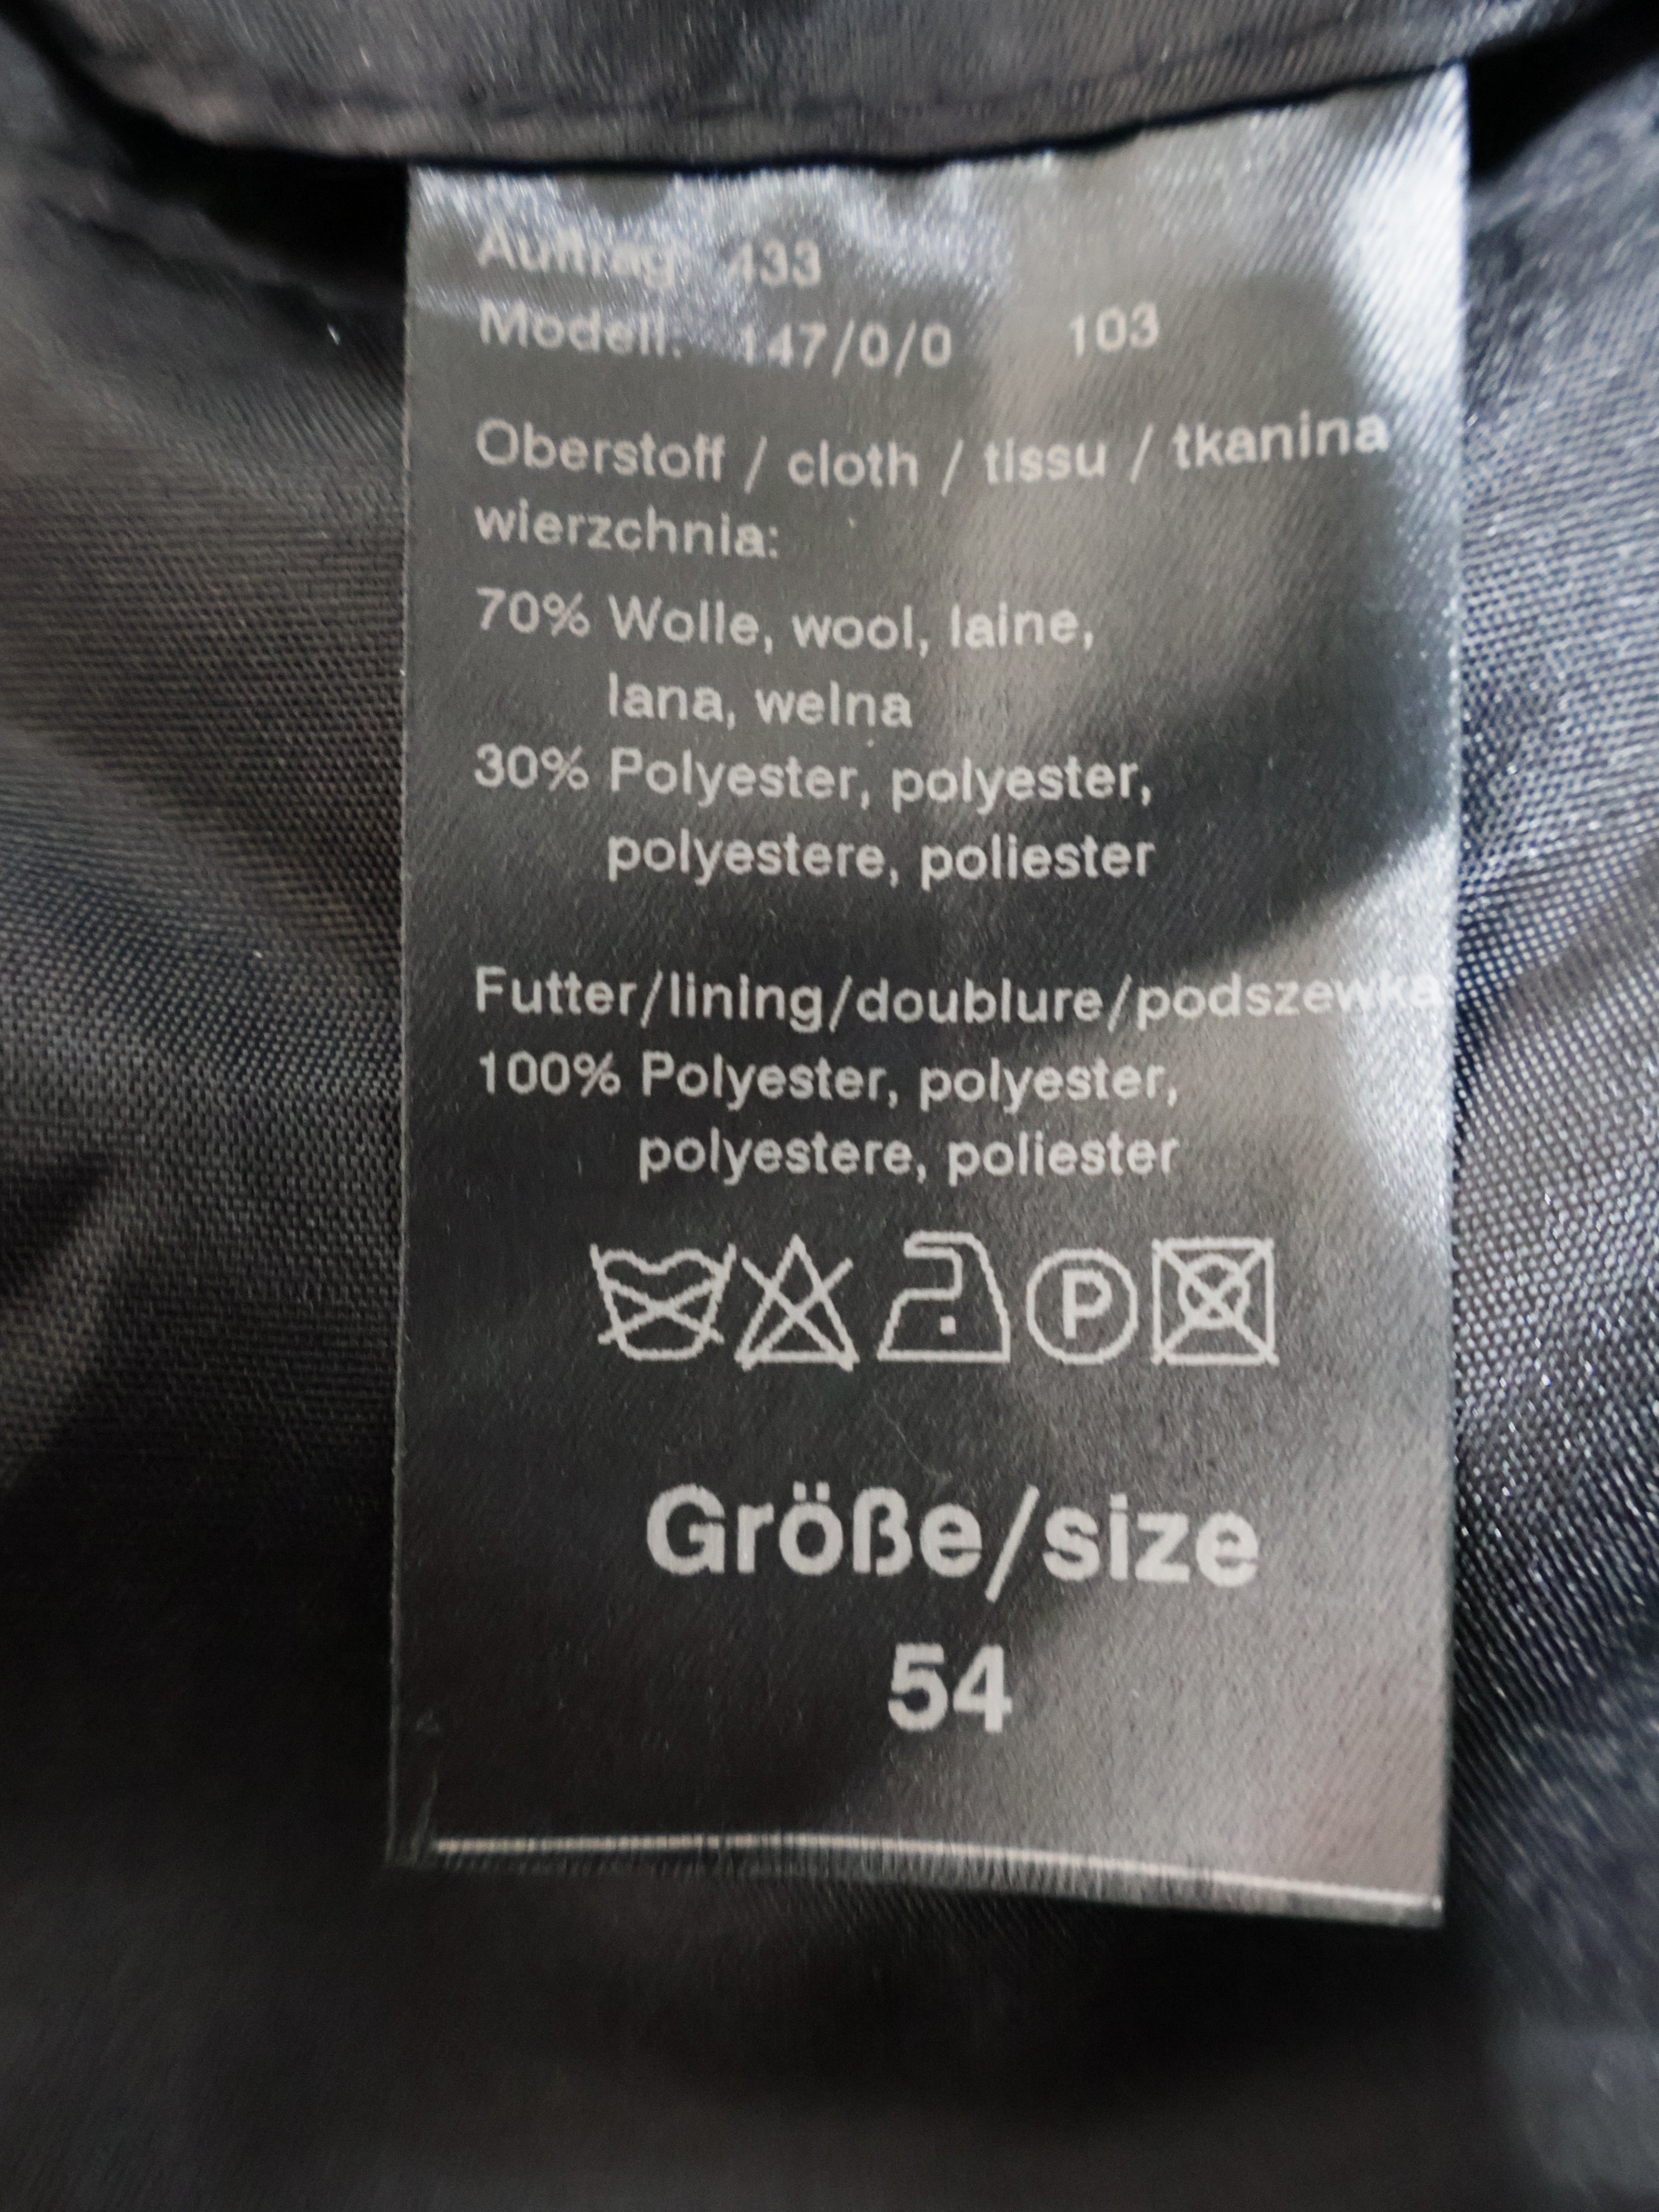 Auftrag: 433
Modell: 147/0/0 103
Oberstoff / cloth / tissu / tkanina
wierzchnia:
70% Wolle, wool, laine,
lana, welna
30% Polyester, polyester,
polyestere, poliester
Futter/lining/doublure/podszewka
100% Polyester, polyester,
polyestere, poliester
P
Größe/size
54